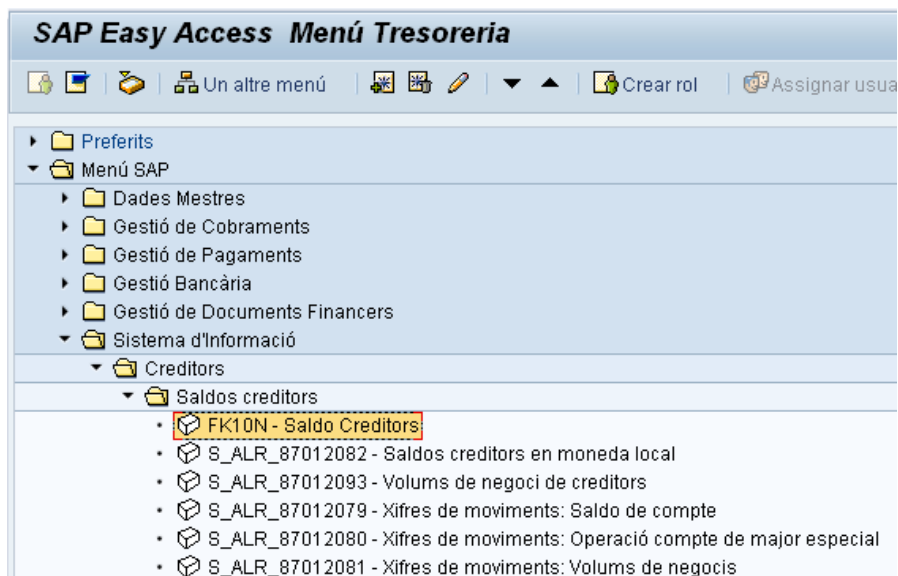 SAP Easy Access Menú Tresoreria
Un altre menú Crear rol Assignar usua
Preferits
Menú SAP
Dades Mestres
Gestió de Cobraments
Gestió de Pagaments
Gestió Bancària
Gestió de Documents Financers
Sistema d'Informació
Creditors
Saldos creditors
FK10N - Saldo Creditors
S_ALR_87012082 - Saldos creditors en moneda local
S_ALR_87012093 - Volums de negoci de creditors
S_ALR_87012079 - Xifres de moviments: Saldo de compte
S_ALR_87012080 - Xifres de moviments: Operació compte de major especial
S_ALR_87012081 - Xifres de moviments: Volums de negocis